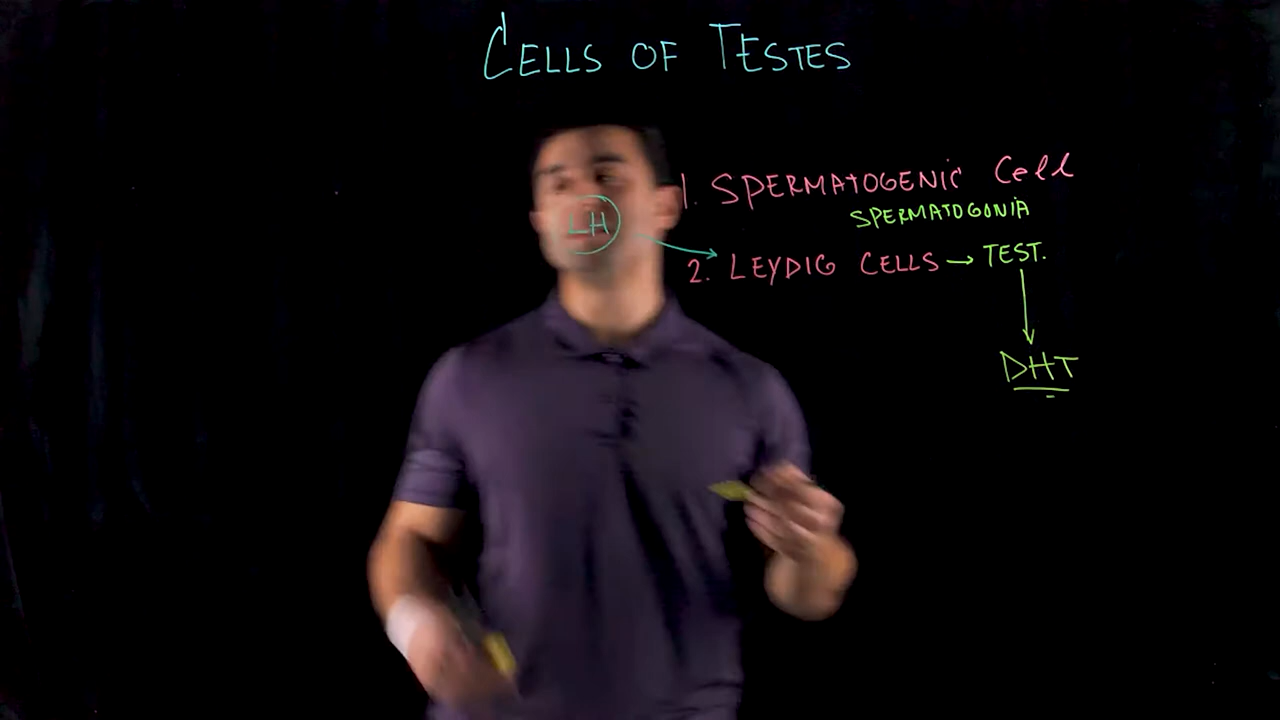 CELLS OF TESTES
1. SPERMATOGENIC Cell
SPERMATOGONIA
LH
2. LEYDIG CELLS → TEST.
DHT